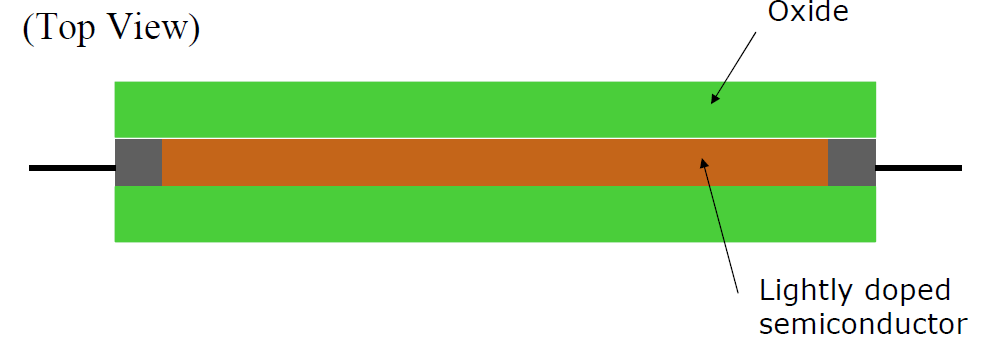 (Top View)
Oxide
Lightly doped
semiconductor